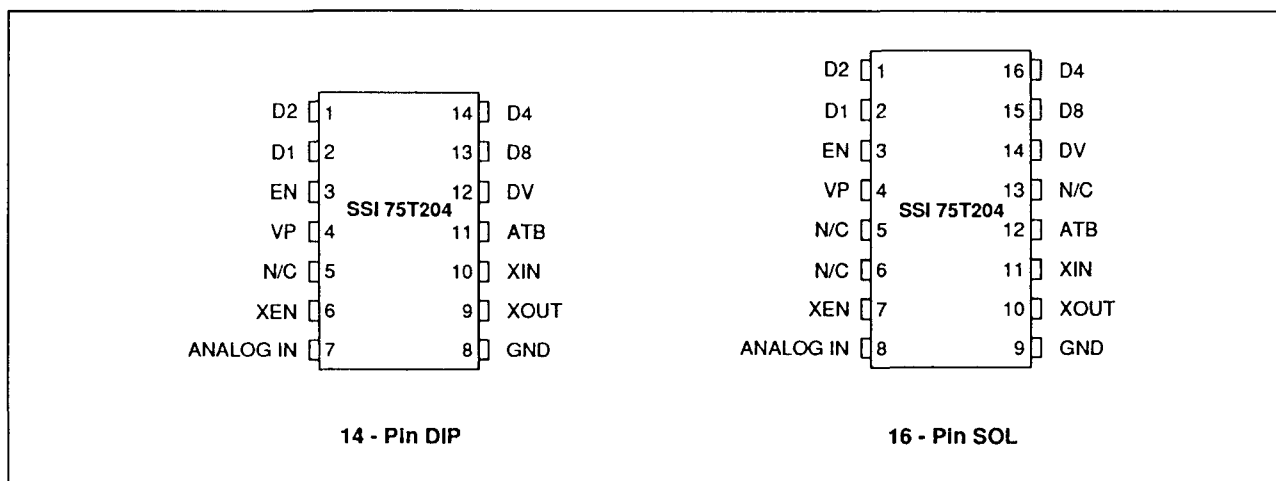 D2 1 14 D4
D1 2 13 D8
EN 3 12 DV
SSI 75T204
VP 4 11 ATB
N/C 5 10 XIN
XEN 6 9 XOUT
ANALOG IN 7 8 GND
14 - Pin DIP
D2 1 16 D4
D1 2 15 D8
EN 3 14 DV
VP 4 13 N/C
SSI 75T204
N/C 5 12 ATB
N/C 6 11 XIN
XEN 7 10 XOUT
ANALOG IN 8 9 GND
16 - Pin SOL